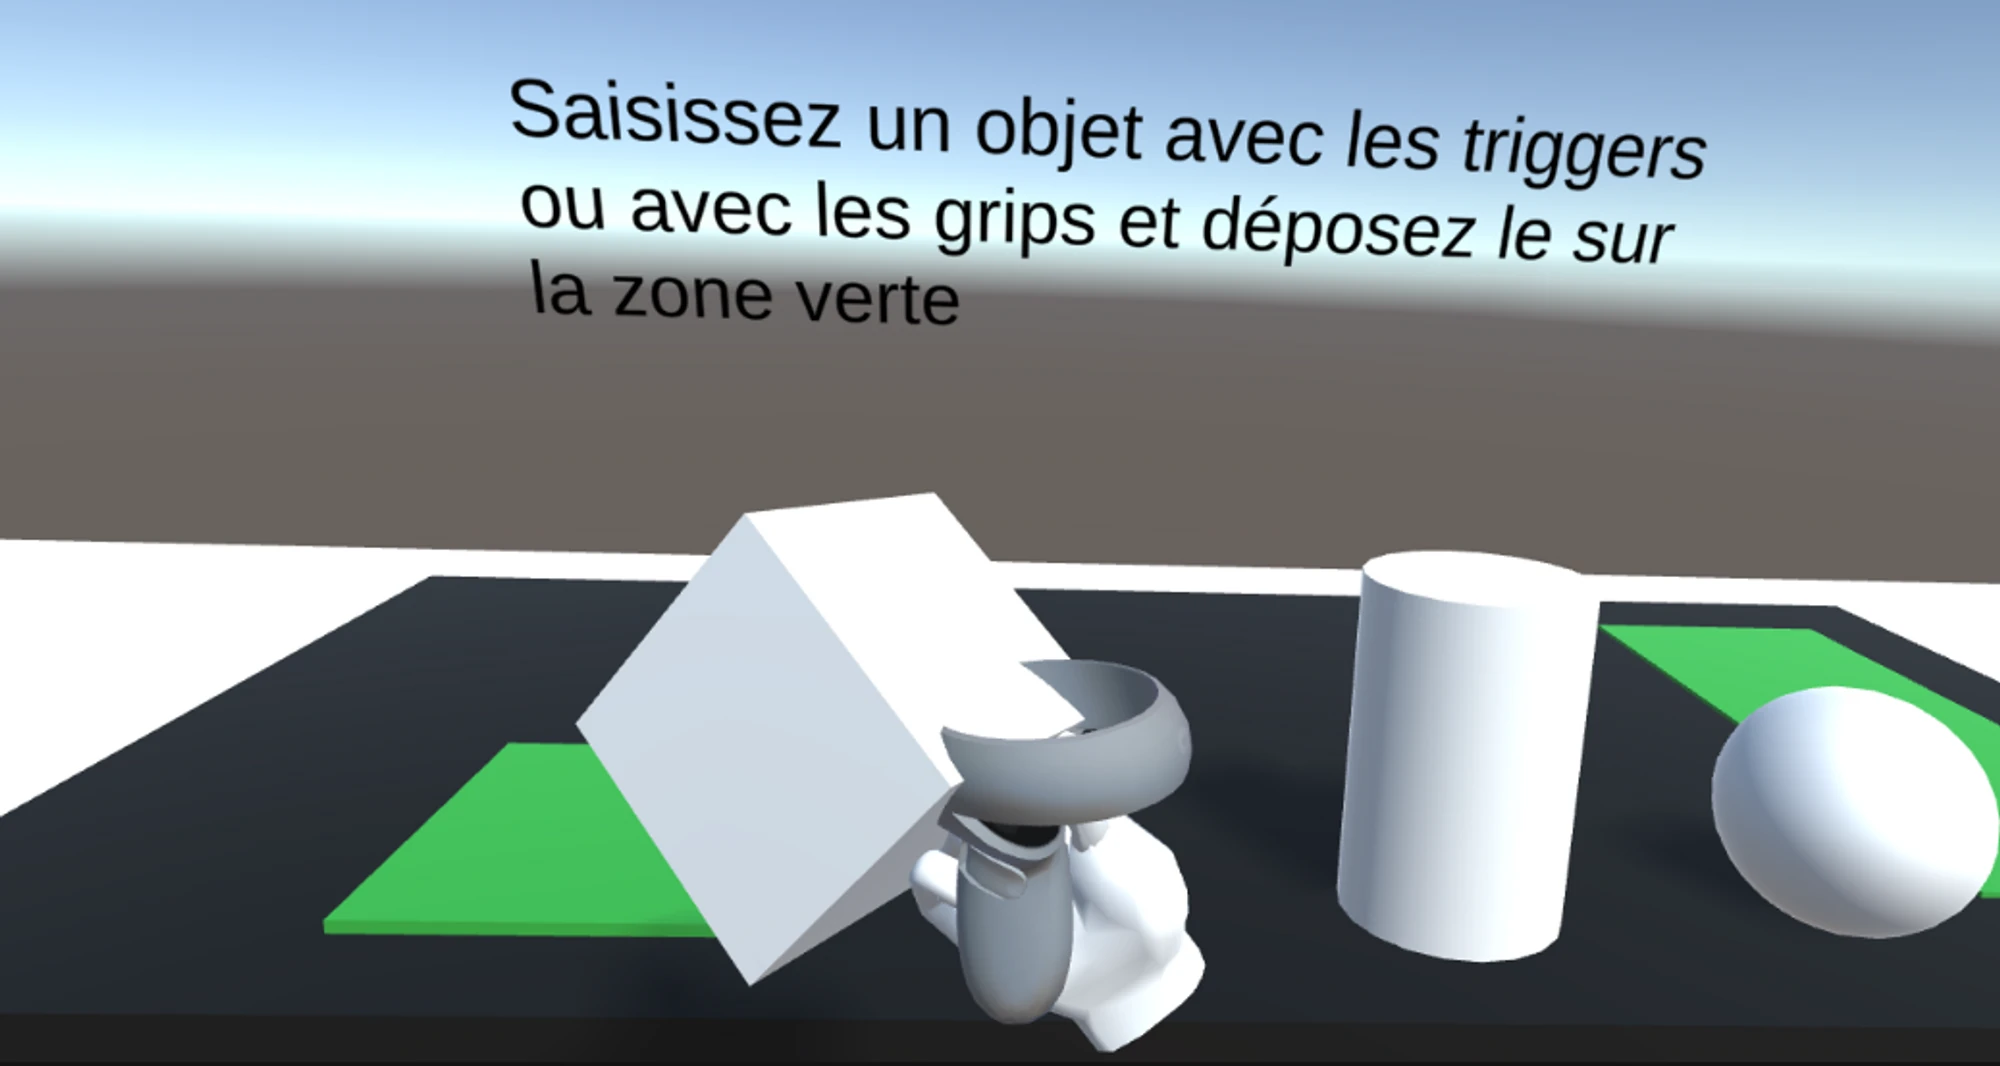 Saisissez un objet avec les triggers
ou avec les grips et déposez le sur
la zone verte